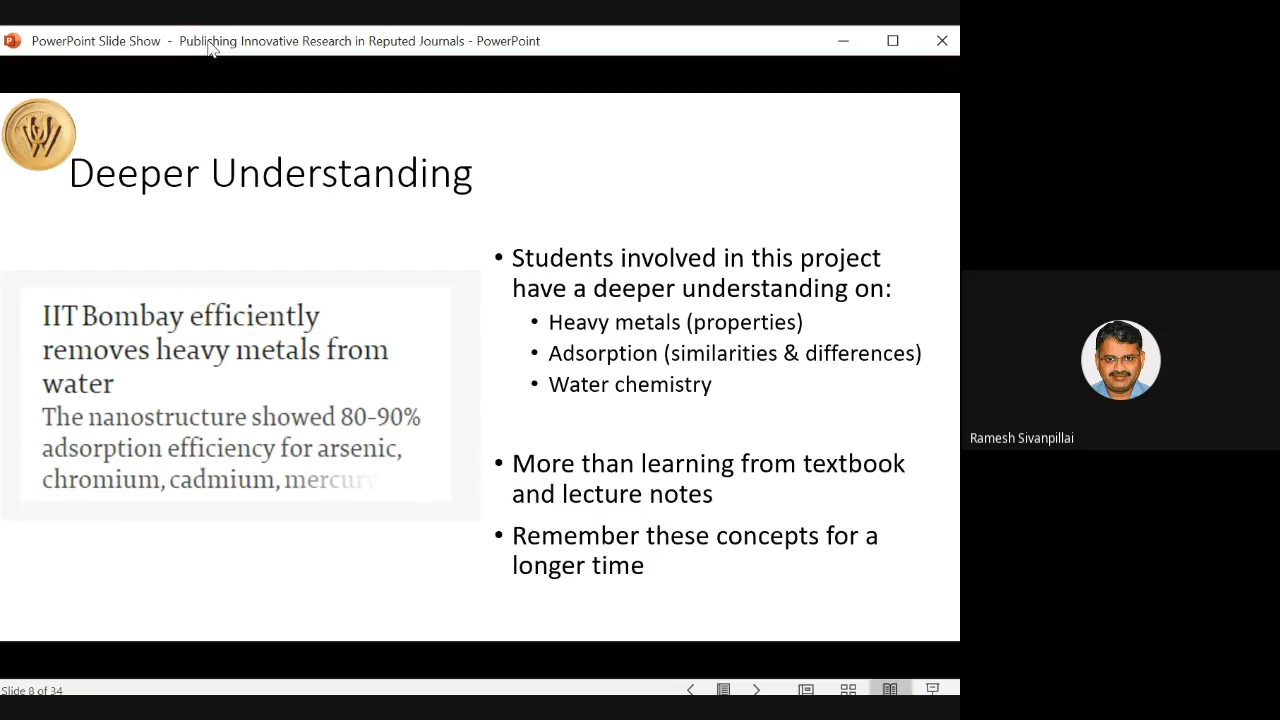 PowerPoint Slide Show - Publishing Innovative Research in Reputed Journals - PowerPoint
Deeper Understanding
IIT Bombay efficiently
removes heavy metals from
water
The nanostructure showed 80-90%
adsorption efficiency for arsenic,
chromium, cadmium, mercury
• Students involved in this project
have a deeper understanding on:
• Heavy metals (properties)
• Adsorption (similarities & differences)
• Water chemistry
• More than learning from textbook
and lecture notes
• Remember these concepts for a
longer time
Ramesh Sivanpillai
Slide 8 of 34